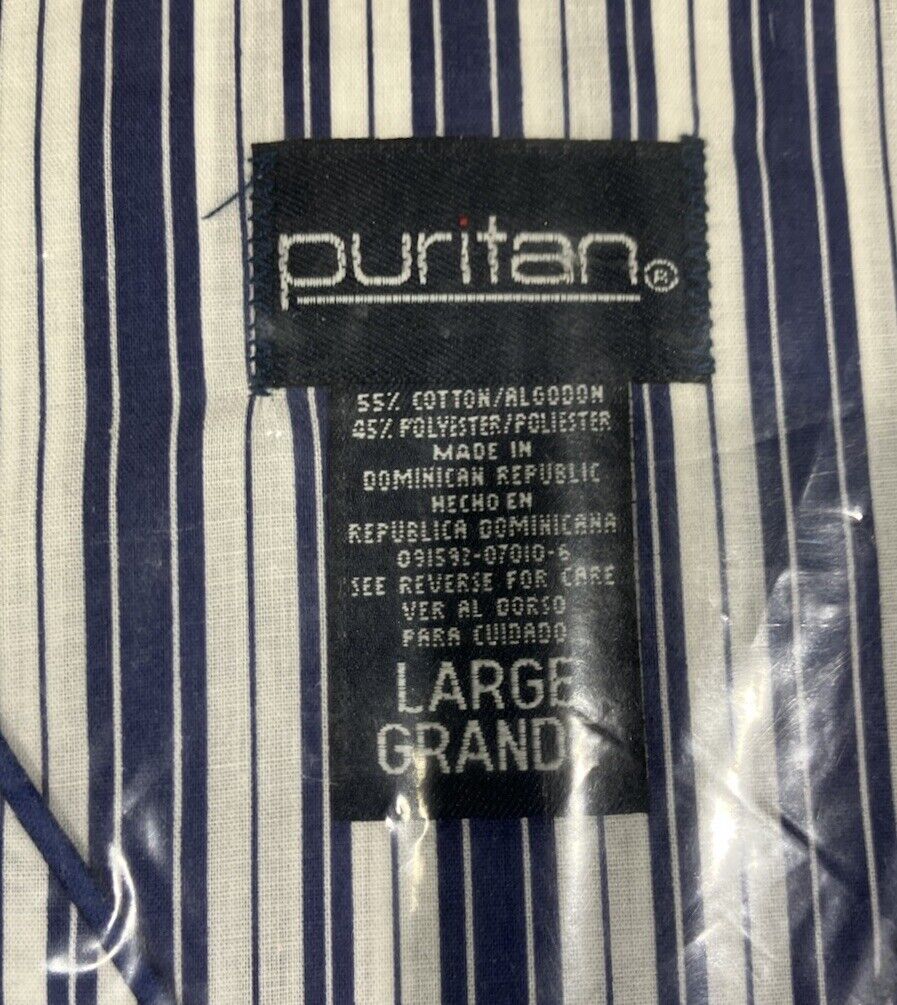 puritan®
55% COTTON/ALGODON
45% POLYESTER/POLIESTER
MADE IN
DOMINICAN REPUBLIC
HECHO EN
REPUBLICA DOMINICANA
091592-07010-6
SEE REVERSE FOR CARE
VER AL DORSO
PARA CUIDADO
LARGE
GRANDE